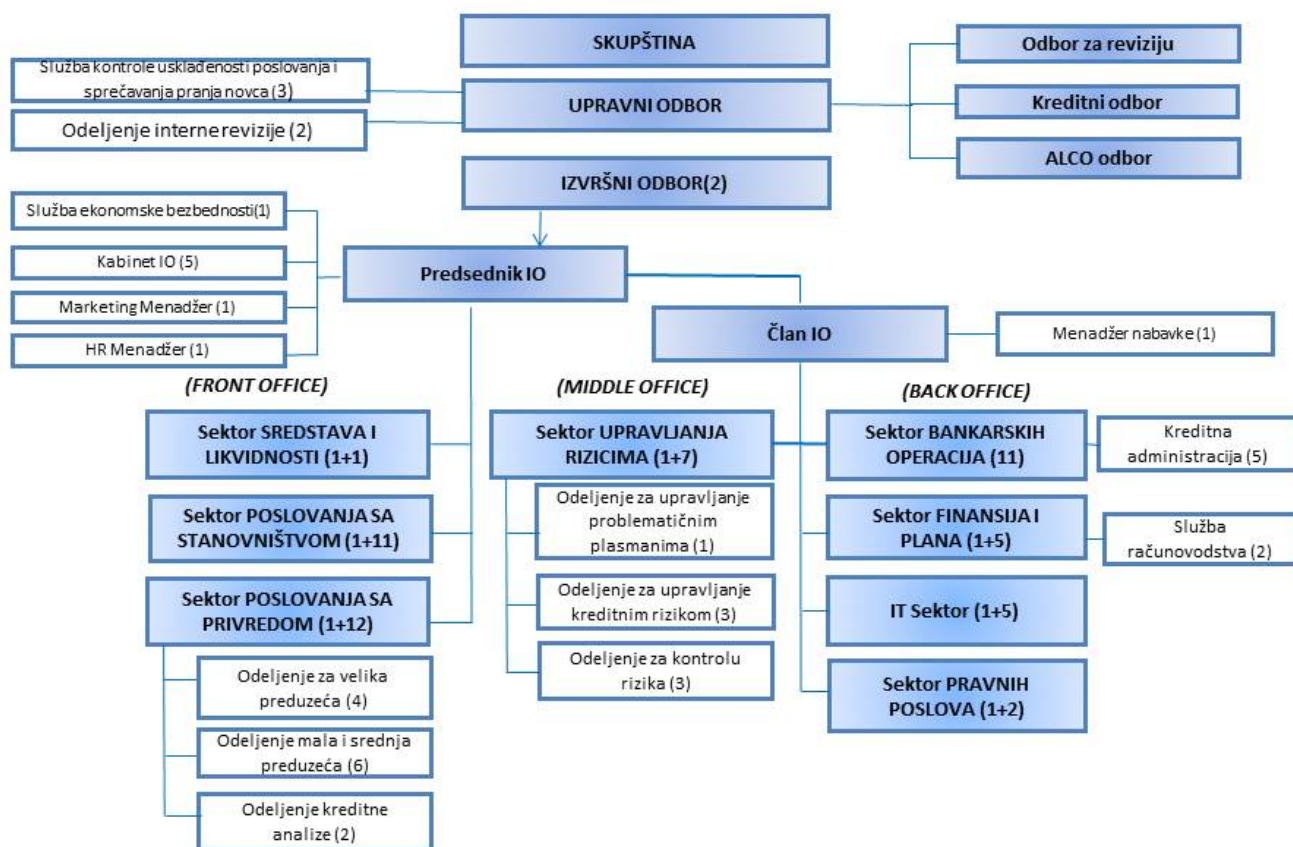 SKUPŠTINA
Odbor za reviziju
Služba kontrole usklađenosti poslovanja i
sprečavanja pranja novca (3)
UPRAVNI ODBOR
Kreditni odbor
Odeljenje interne revizije (2)
ALCO odbor
IZVRŠNI ODBOR(2)
Služba ekonomske bezbednosti(1)
Kabinet IO (5)
Predsednik IO
Marketing Menadžer (1)
HR Menadžer (1)
Član IO
Menadžer nabavke (1)
(FRONT OFFICE)
(MIDDLE OFFICE)
(BACK OFFICE)
Sektor SREDSTAVA I
LIKVIDNOSTI (1+1)
Sektor UPRAVLJANJA
RIZICIMA (1+7)
Sektor BANKARSKIH
OPERACIJA (11)
Kreditna
administracija (5)
Sektor POSLOVANJA SA
STANOVNIŠTVOM (1+11)
Odeljenje za upravljanje
problematičnim
plasmanima (1)
Sektor FINANSIJA I
PLANA (1+5)
Služba
računovodstva (2)
Sektor POSLOVANJA SA
PRIVREDOM (1+12)
Odeljenje za upravljanje
kreditnim rizikom (3)
IT Sektor (1+5)
Odeljenje za velika
preduzeća (4)
Odeljenje za kontrolu
rizika (3)
Sektor PRAVNIH
POSLOVA (1+2)
Odeljenje mala i srednja
preduzeća (6)
Odeljenje kreditne
analize (2)